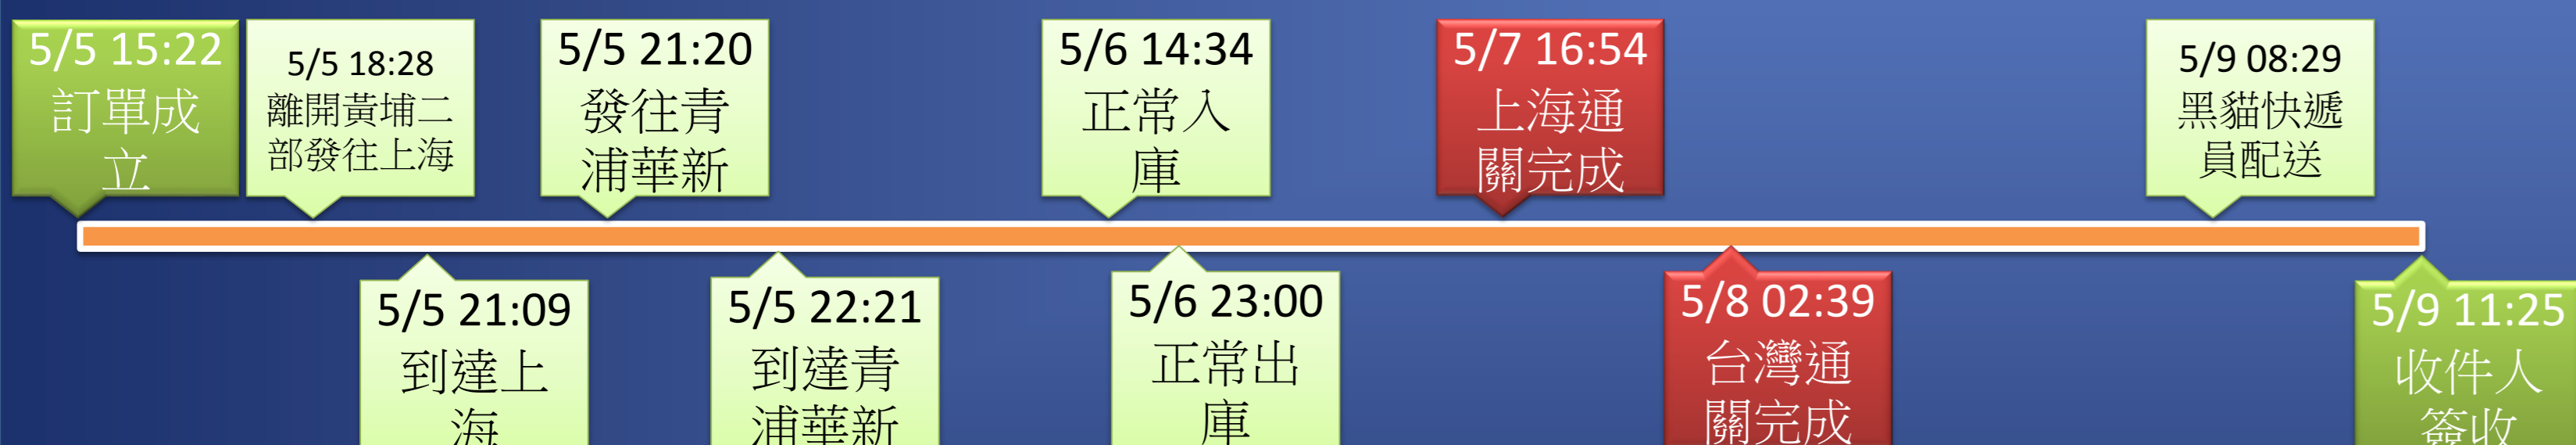 5/5 15:22
訂單成
立
5/5 18:28
離開黃埔二
部發往上海
5/5 21:20
發往青
浦華新
5/6 14:34
正常入
庫
5/7 16:54
上海通
關完成
5/9 08:29
黑貓快遞
員配送
5/5 21:09
到達上
海
5/5 22:21
到達青
浦華新
5/6 23:00
正常出
庫
5/8 02:39
台灣通
關完成
5/9 11:25
收件人
簽收